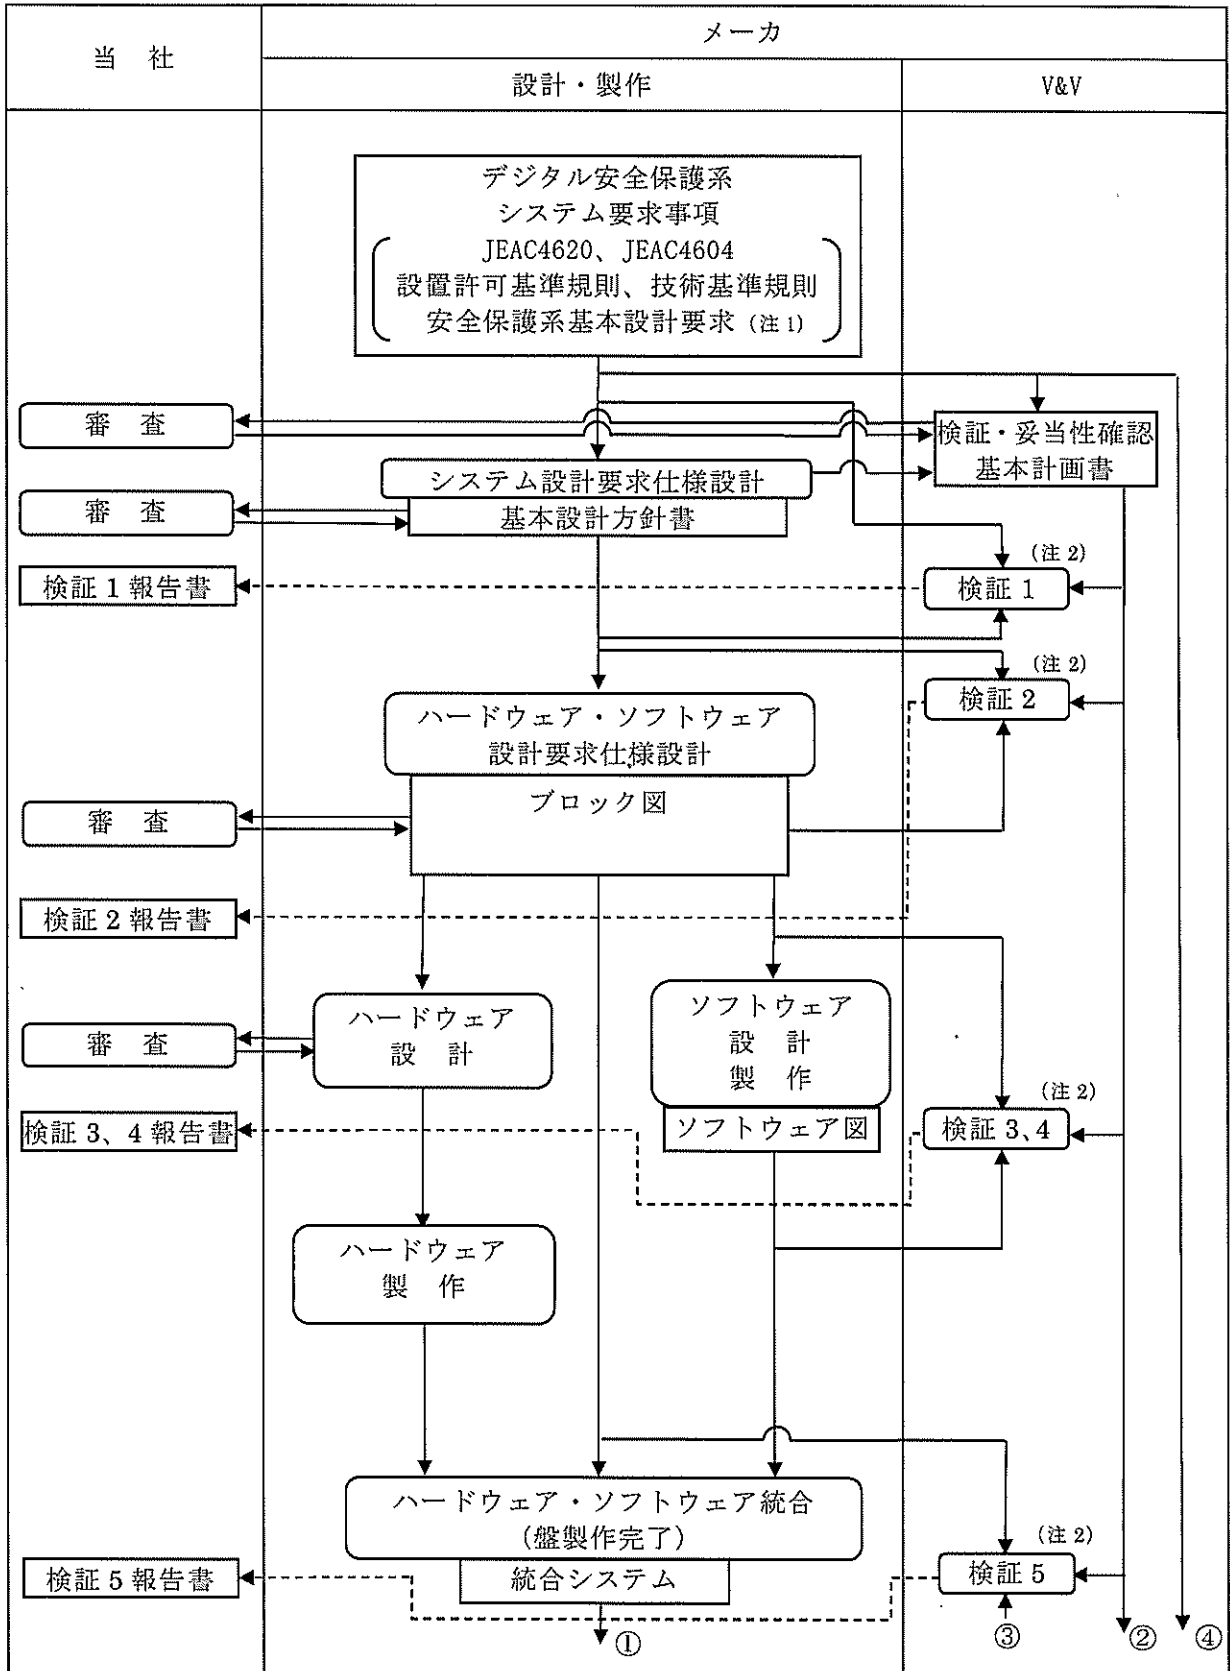 当 社
メーカ
設計・製作
V&V
デジタル安全保護系
システム要求事項
JEAC4620、JEAC4604
設置許可基準規則、技術基準規則
安全保護系基本設計要求 (注 1)
審 査
検証・妥当性確認
基本計画書
システム設計要求仕様設計
審 査
基本設計方針書
(注 2)
検証 1 報告書
検証 1
(注 2)
検証 2
ハードウェア・ソフトウェア
設計要求仕様設計
ブロック図
審 査
検証 2 報告書
ハードウェア
設 計
ソフトウェア
設 計
製 作
審 査
(注 2)
検証 3、4 報告書
ソフトウェア図
検証 3、4
ハードウェア
製 作
ハードウェア・ソフトウェア統合
(盤製作完了)
(注 2)
検証 5 報告書
統合システム
検証 5
①
③
②
④